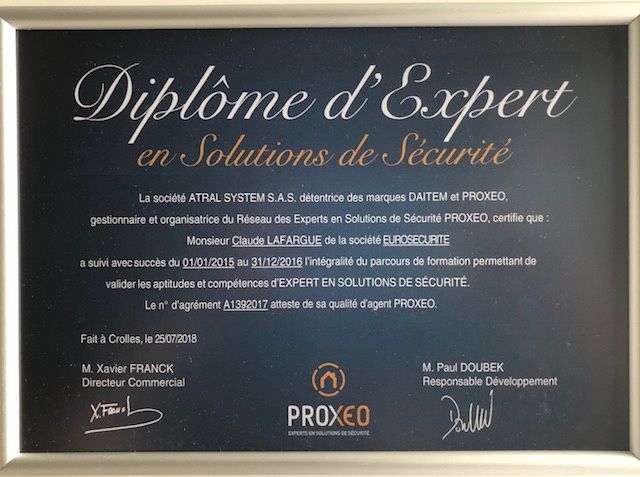 Diplôme d'Expert
en Solutions de Sécurité
La société ATRAL SYSTEM S.A.S. détentrice des marques DAITEM et PROXEO,
gestionnaire et organisatrice du Réseau des Experts en Solutions de Sécurité PROXEO, certifie que :
Monsieur Claude LAFARGUE de la société EUROSECURITE
a suivi avec succès du 01/01/2015 au 31/12/2016 l'intégralité du parcours de formation permettant de
valider les aptitudes et compétences d'EXPERT EN SOLUTIONS DE SÉCURITÉ.
Le n° d'agrément A1392017 atteste de sa qualité d'agent PROXEO.
Fait à Crolles, le 25/07/2018
M. Xavier FRANCK
Directeur Commercial
X. Franck
M. Paul DOUBEK
Responsable Développement
PROXEO
EXPERTS EN SOLUTIONS DE SÉCURITÉ